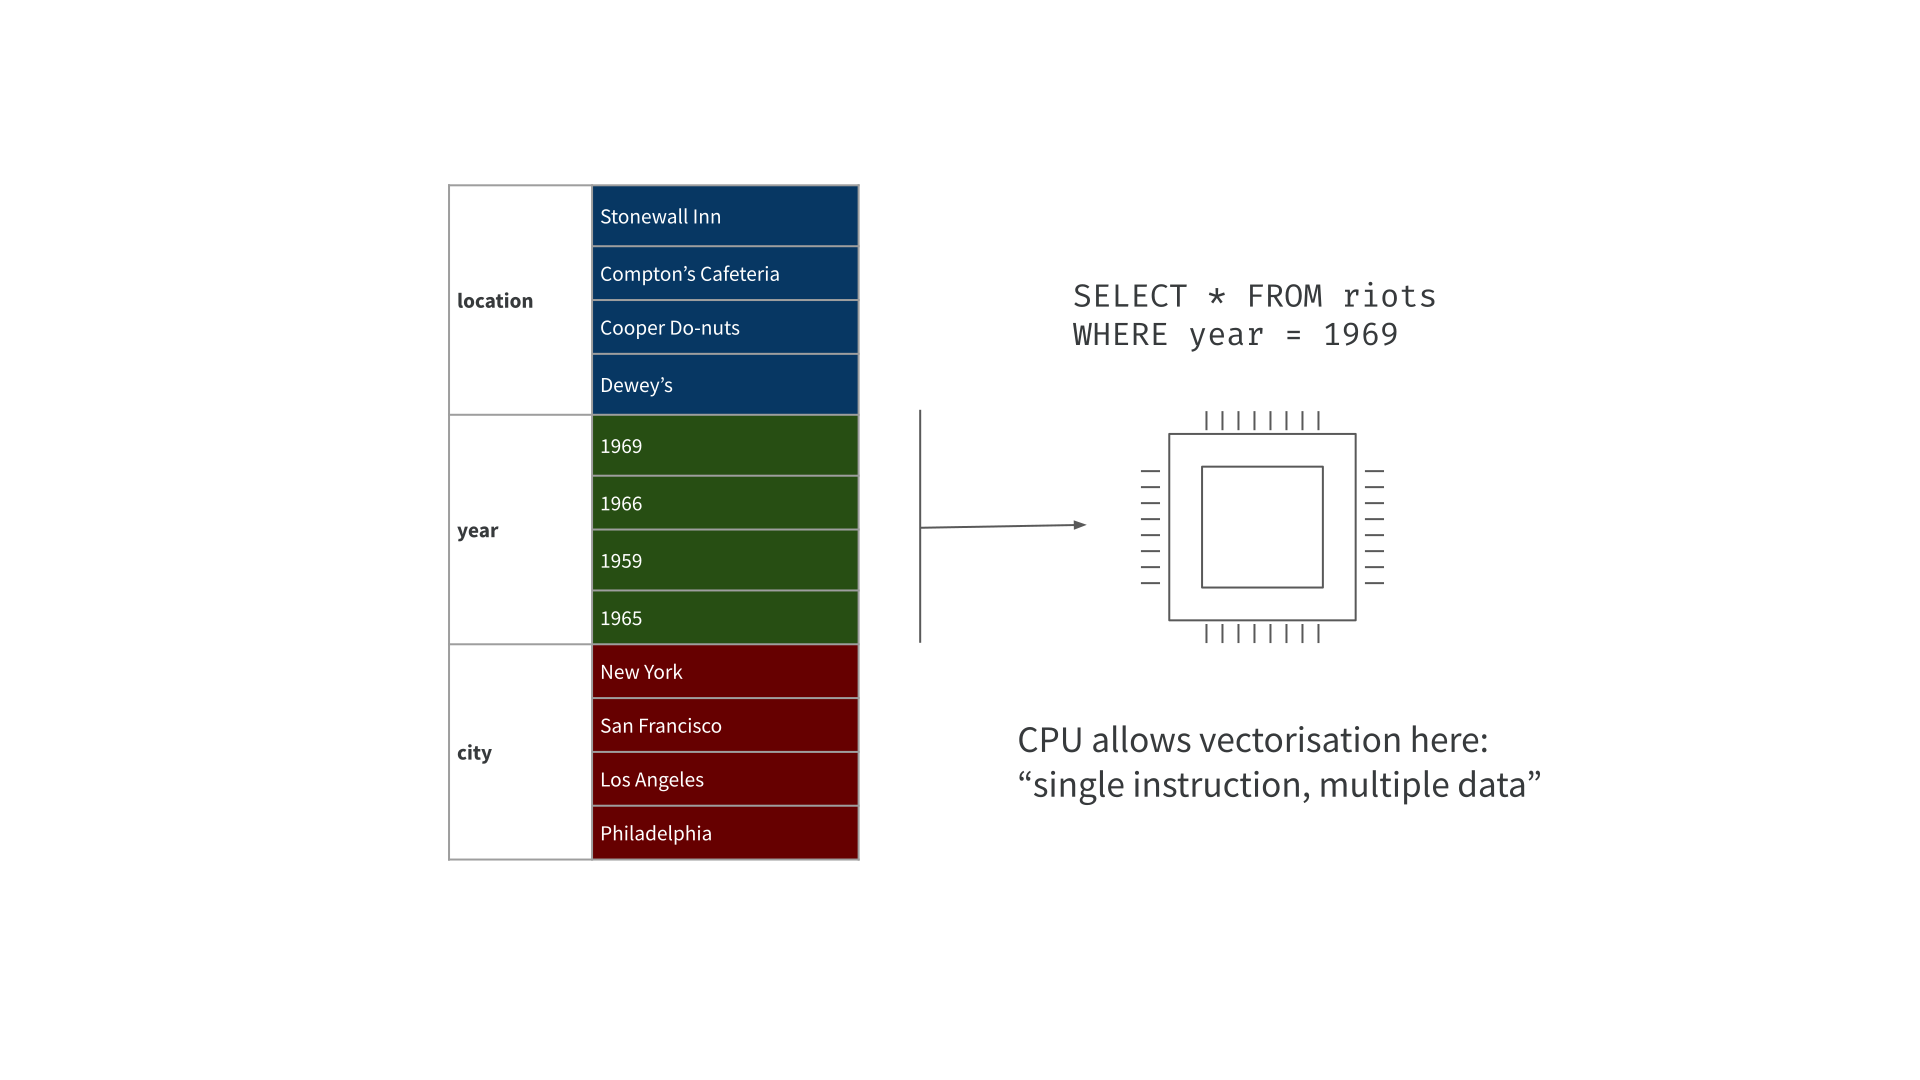 location
Stonewall Inn
Compton’s Cafeteria
Cooper Do-nuts
Dewey’s
year
1969
1966
1959
1965
city
New York
San Francisco
Los Angeles
Philadelphia
SELECT * FROM riots
WHERE year = 1969
CPU allows vectorisation here:
“single instruction, multiple data”